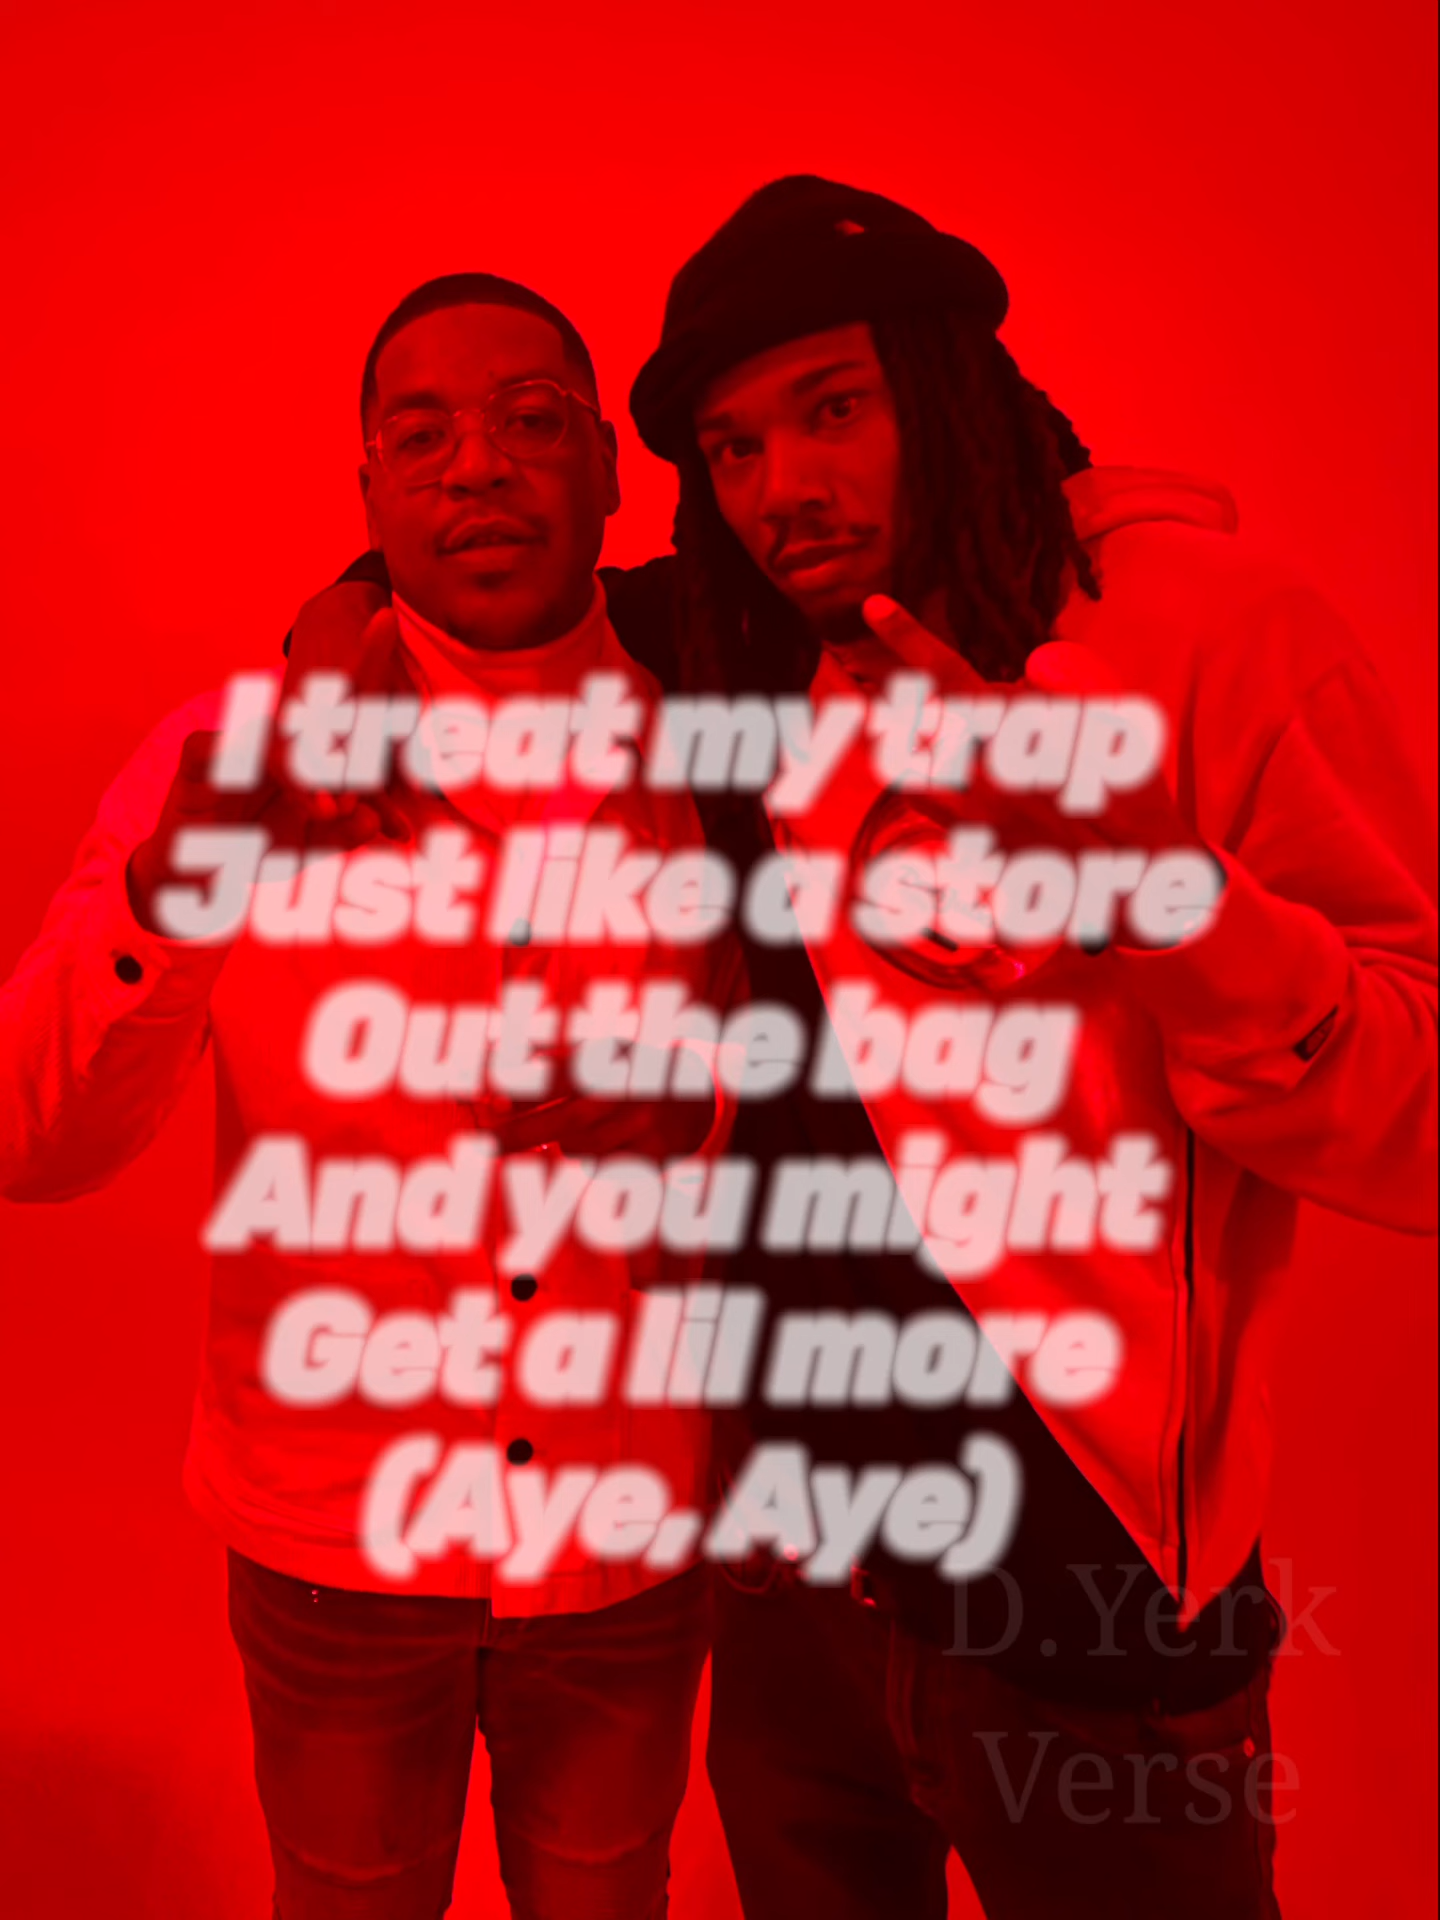 I treat my trap
Just like a store
Out the bag
And you might
Get a lil more
(Aye, Aye)
D.Yerk
Verse